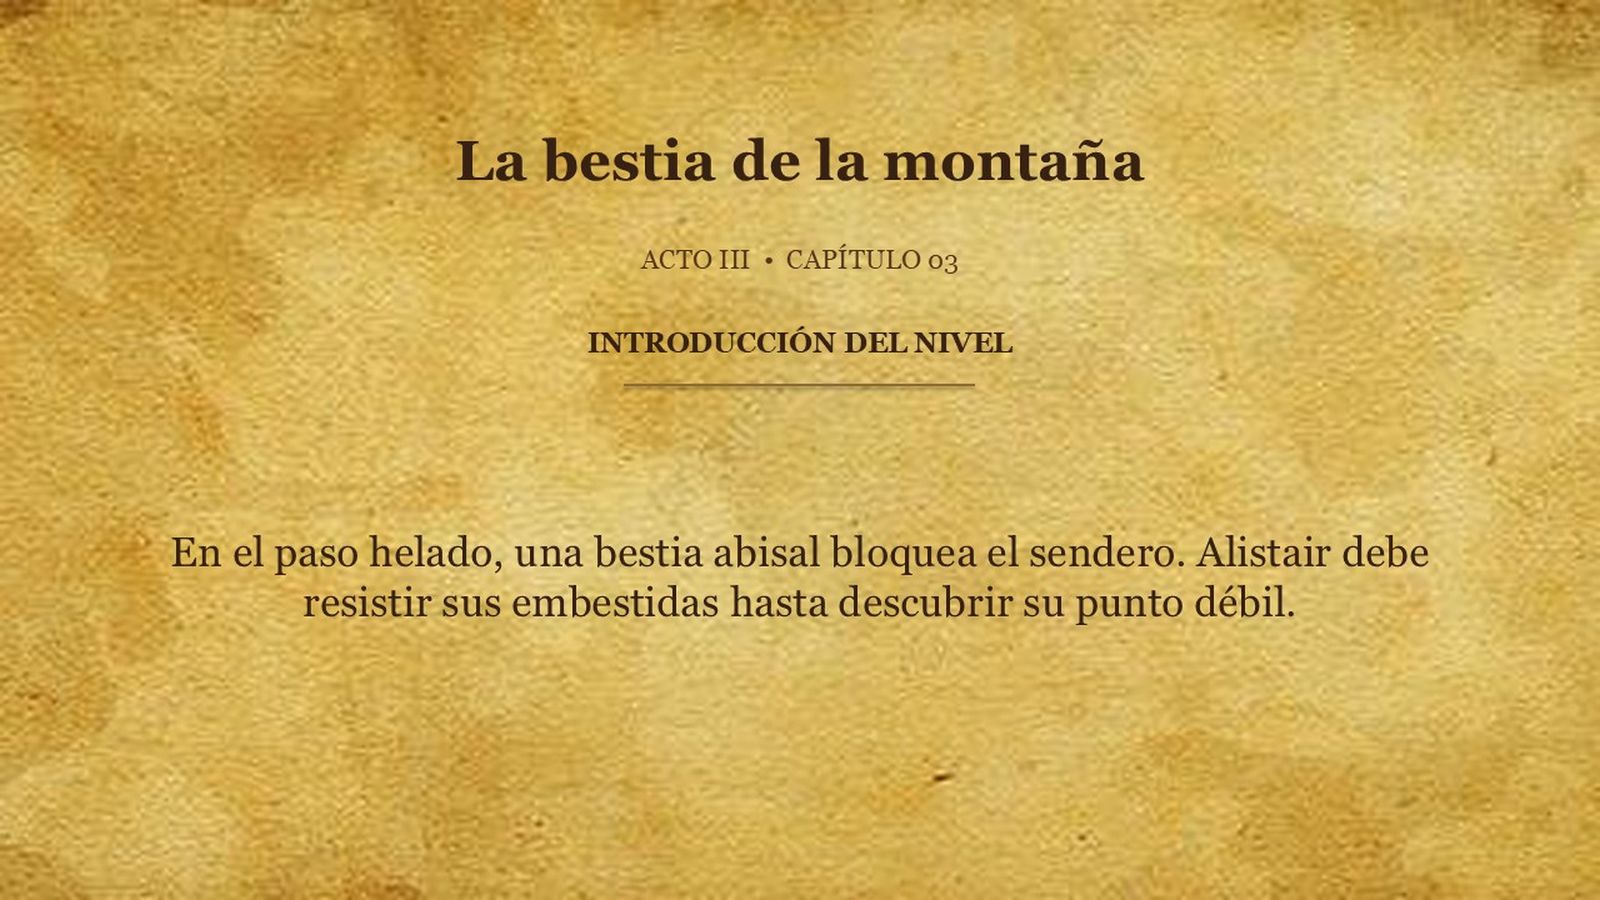 La bestia de la montaña
ACTO III • CAPÍTULO 03
INTRODUCCIÓN DEL NIVEL
En el paso helado, una bestia abisal bloquea el sendero. Alistair debe
resistir sus embestidas hasta descubrir su punto débil.